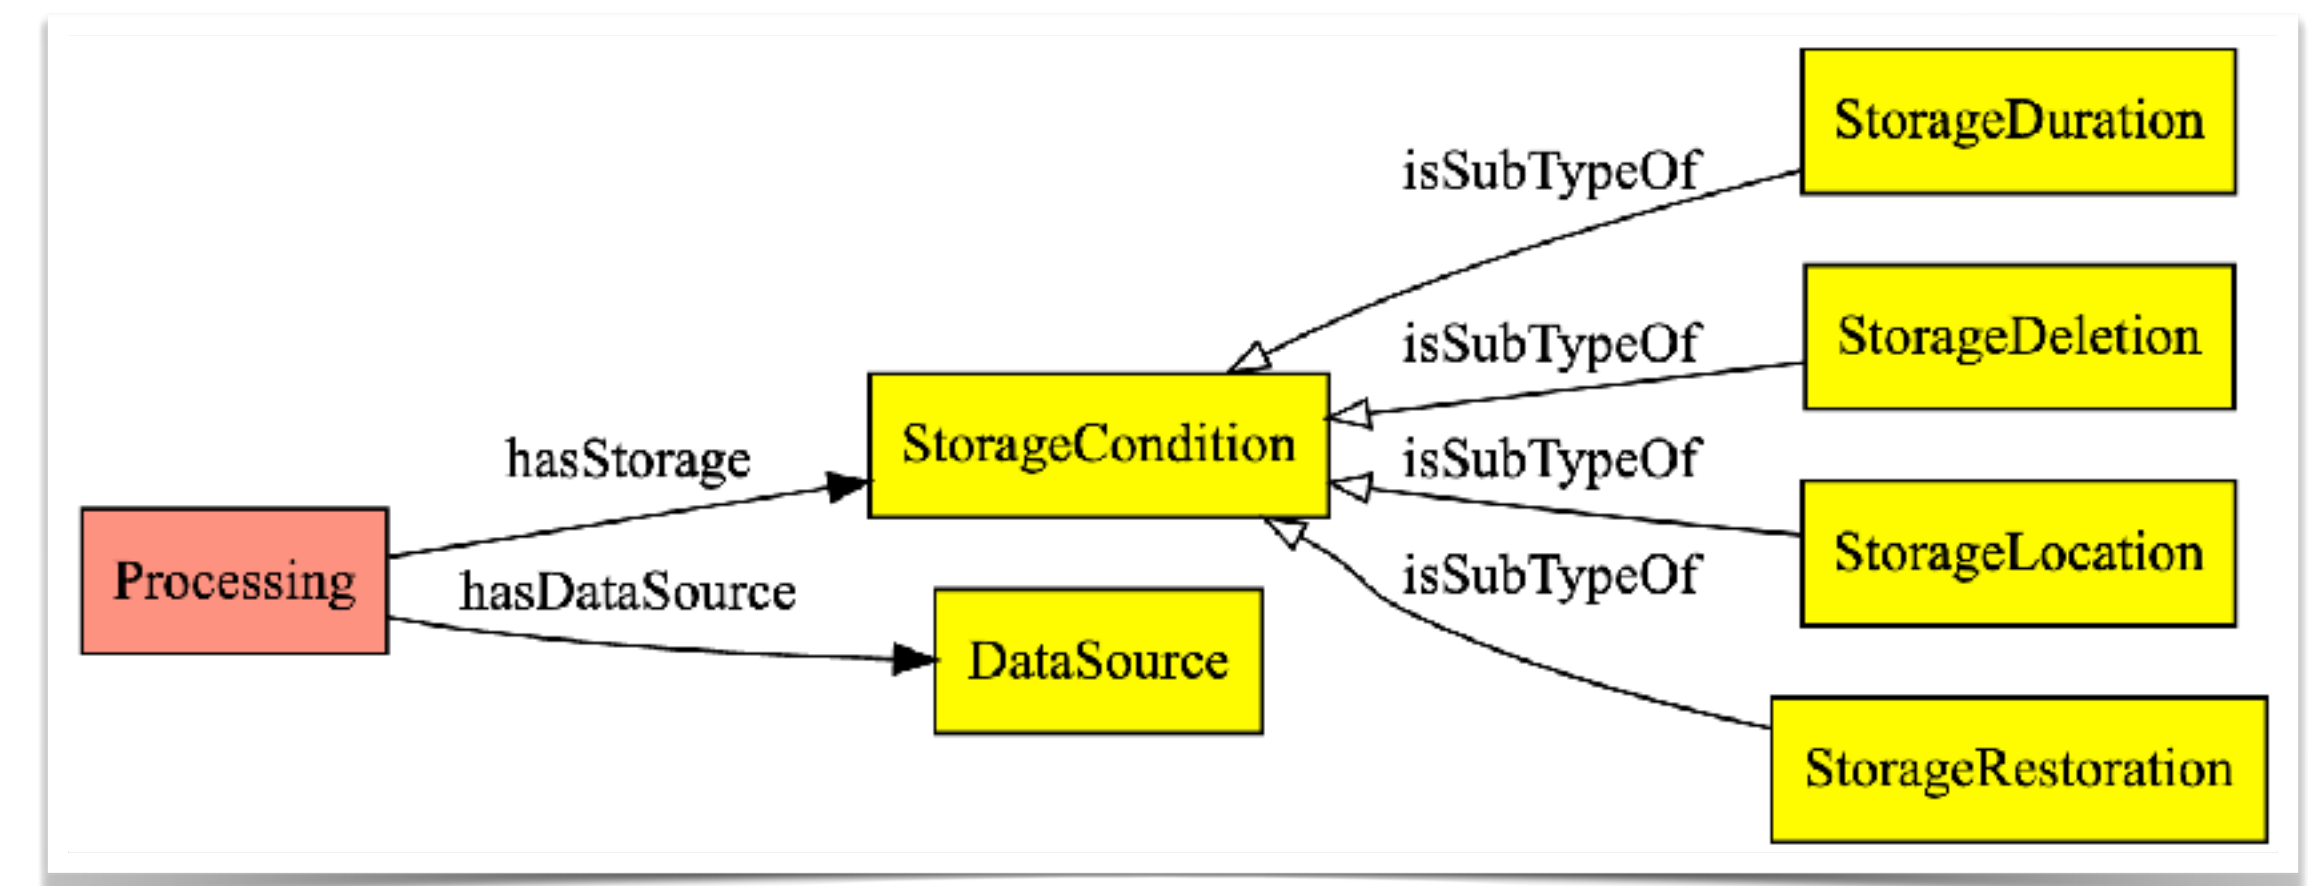 StorageDuration
isSubTypeOf
StorageDeletion
isSubTypeOf
StorageCondition
hasStorage
isSubTypeOf
StorageLocation
Processing
hasDataSource
isSubTypeOf
DataSource
StorageRestoration